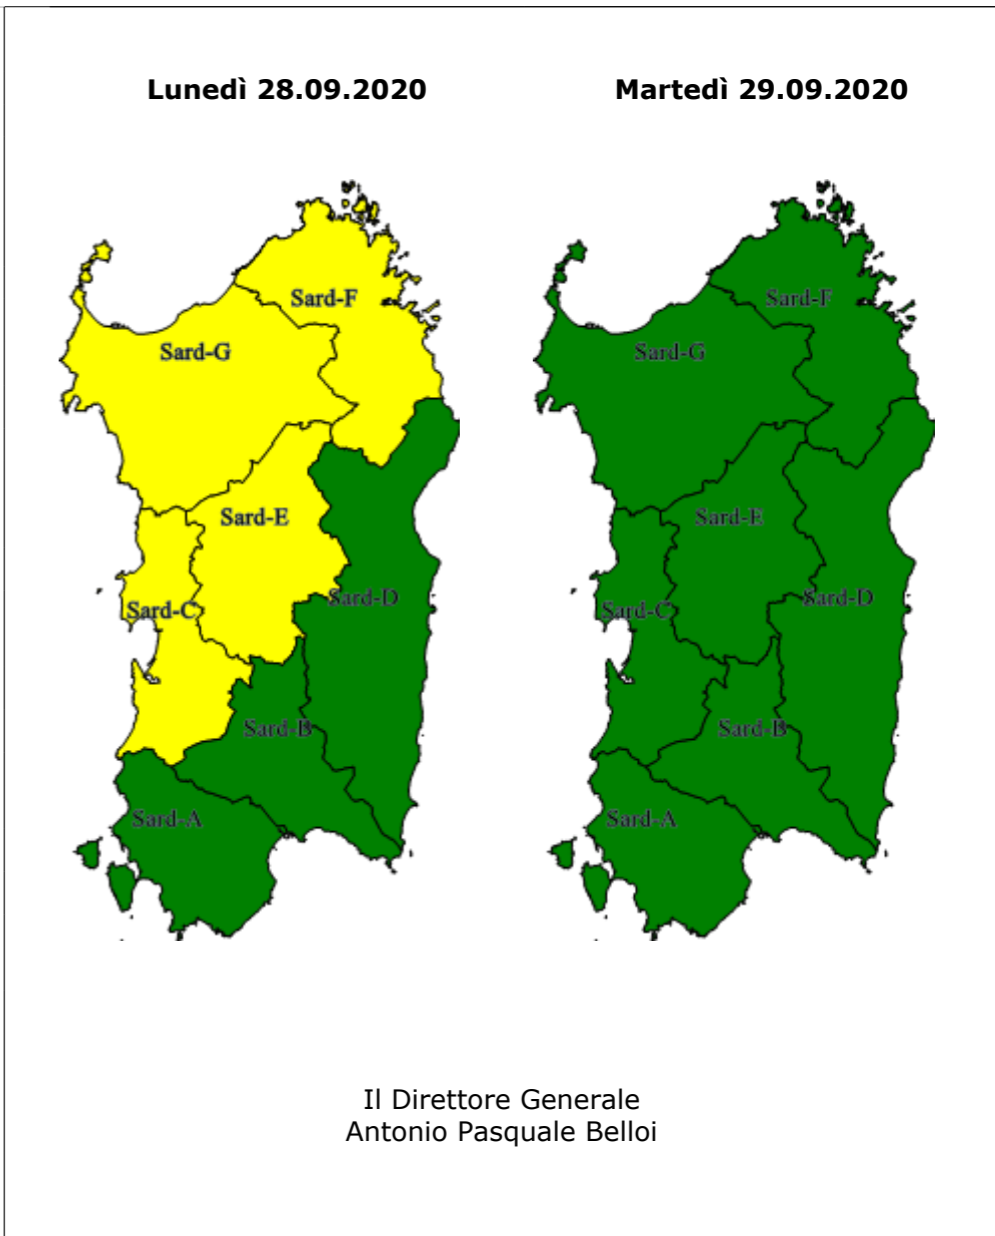 Lunedì 28.09.2020
Martedì 29.09.2020
Sard-F
Sard-G
Sard-E
Sard-D
Sard-C
Sard-B
Sard-A
Sard-F
Sard-G
Sard-E
Sard-D
Sard-C
Sard-B
Sard-A
Il Direttore Generale
Antonio Pasquale Belloi